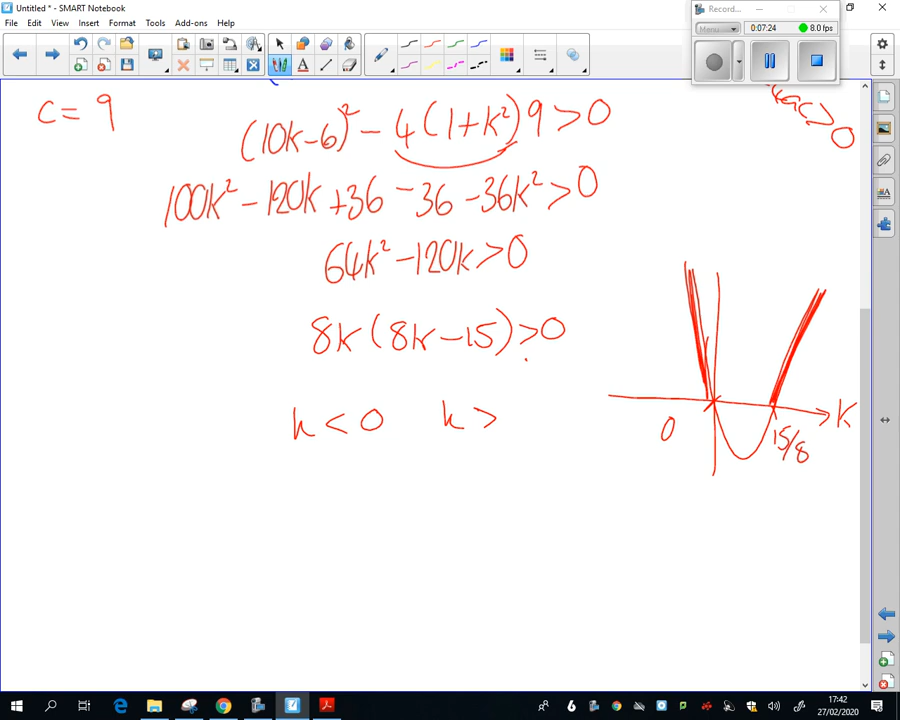 Untitled * - SMART Notebook
Record...
File Edit View Insert Format Tools Add-ons Help
Menu
0:07:24
8.0 fps
c = 9
(10k-6)² - 4(1+k²)9 > 0
0
100k² - 120k + 36 - 36 - 36k² > 0
64k² - 120k > 0
8k(8k-15) > 0
k < 0 k >
0
15/8
K
17:42
27/02/2020